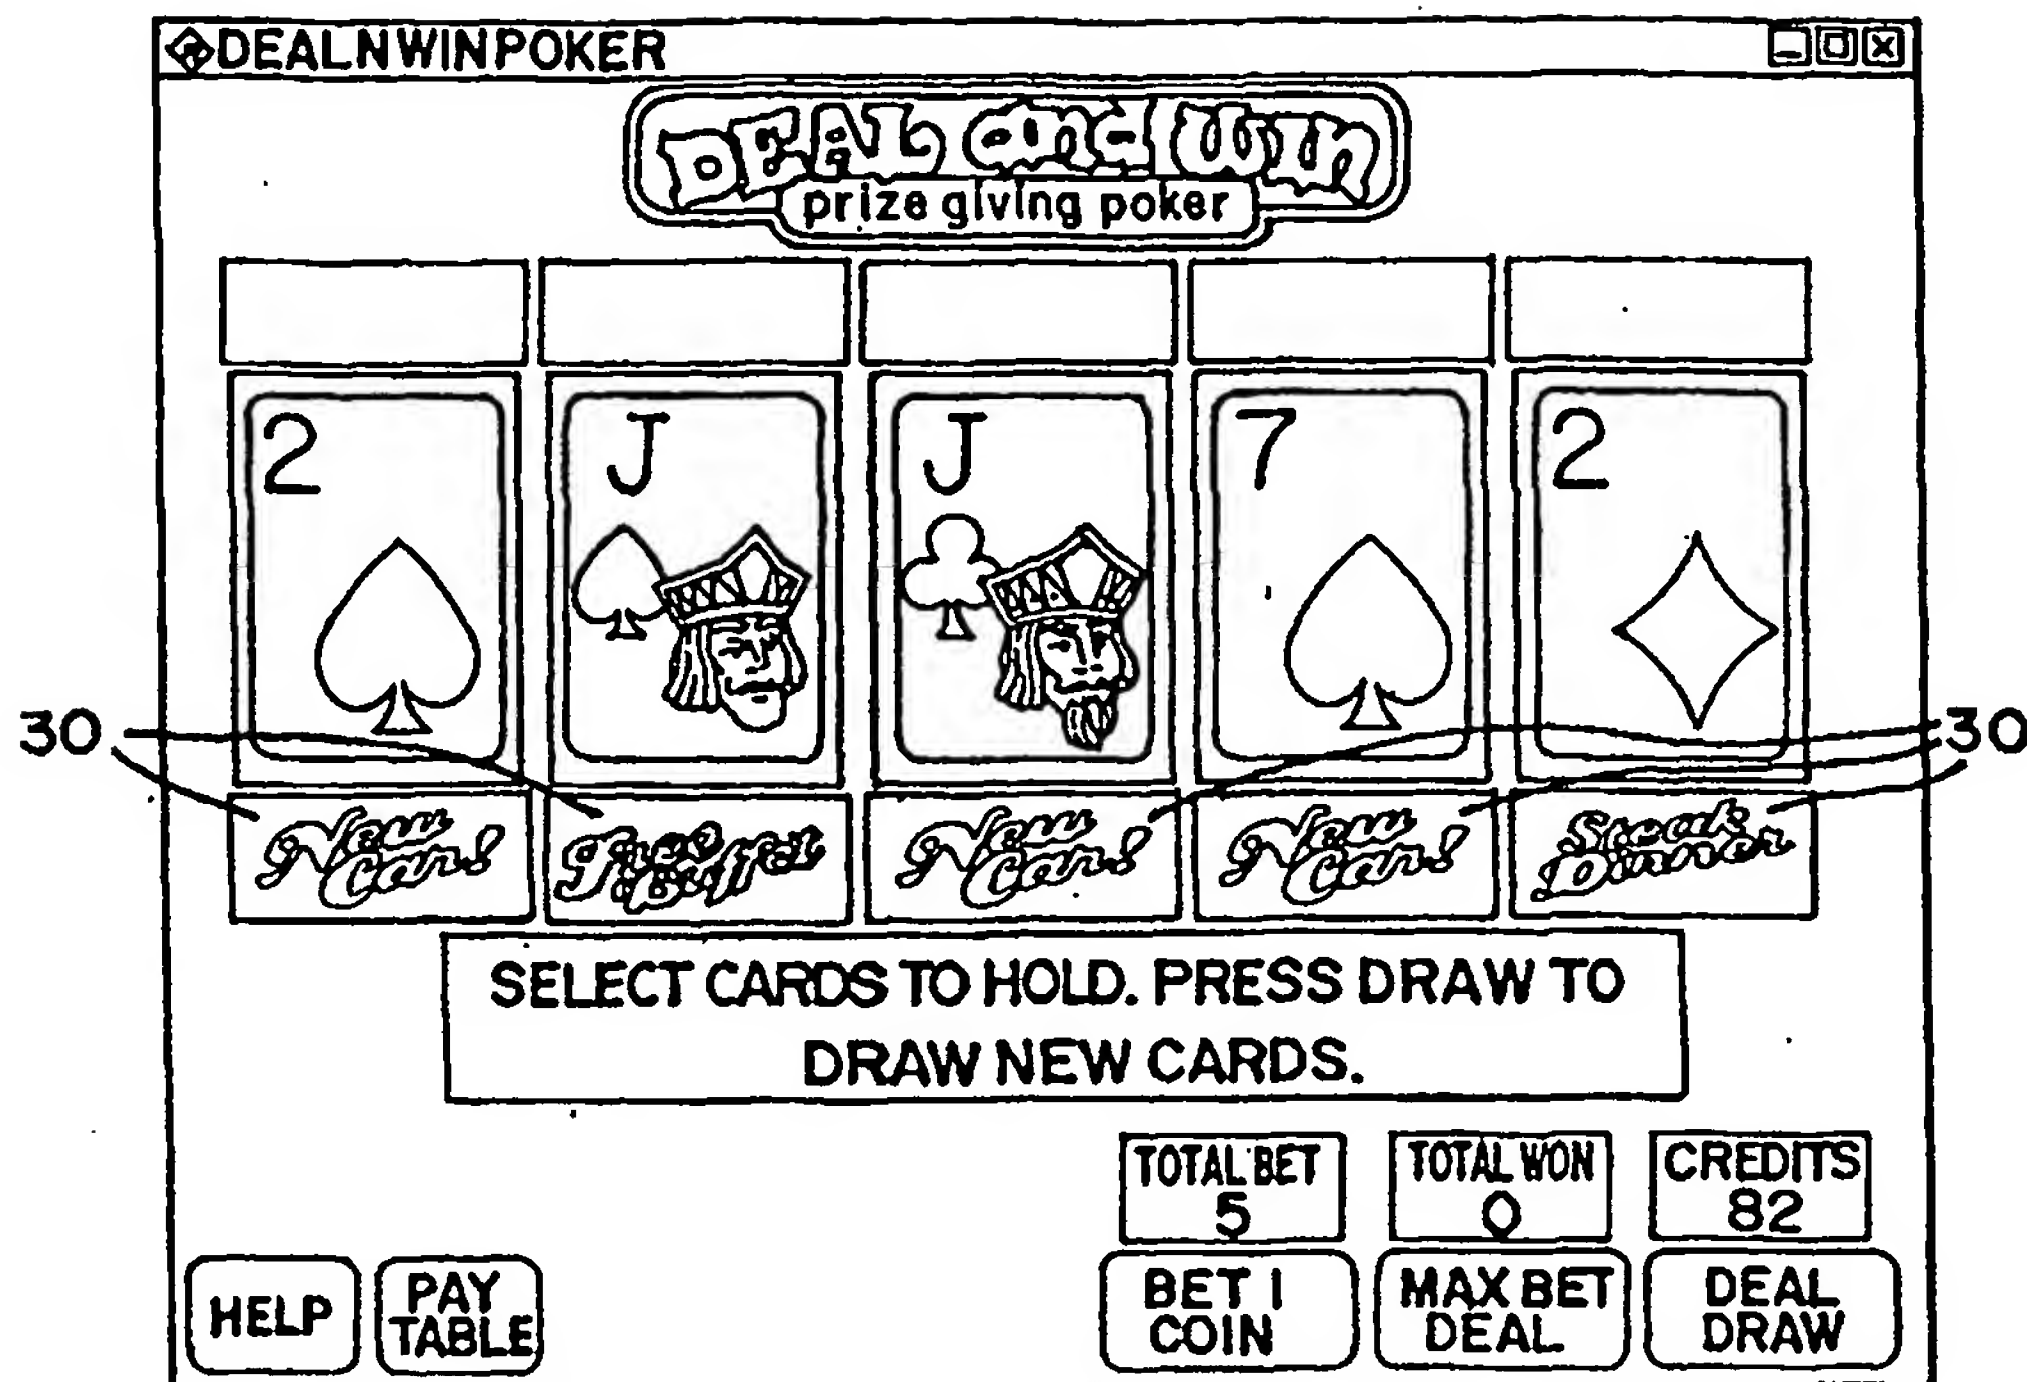 DEALNWINPOKER
DEAL and WIN
prize giving poker
2 J J 7 2
30 30
New Car! Free Buffet New Car! New Car! Steak Dinner
SELECT CARDS TO HOLD. PRESS DRAW TO
DRAW NEW CARDS.
TOTAL BET TOTAL WON CREDITS
5 0 82
HELP PAY TABLE BET 1 COIN MAX BET DEAL DEAL DRAW